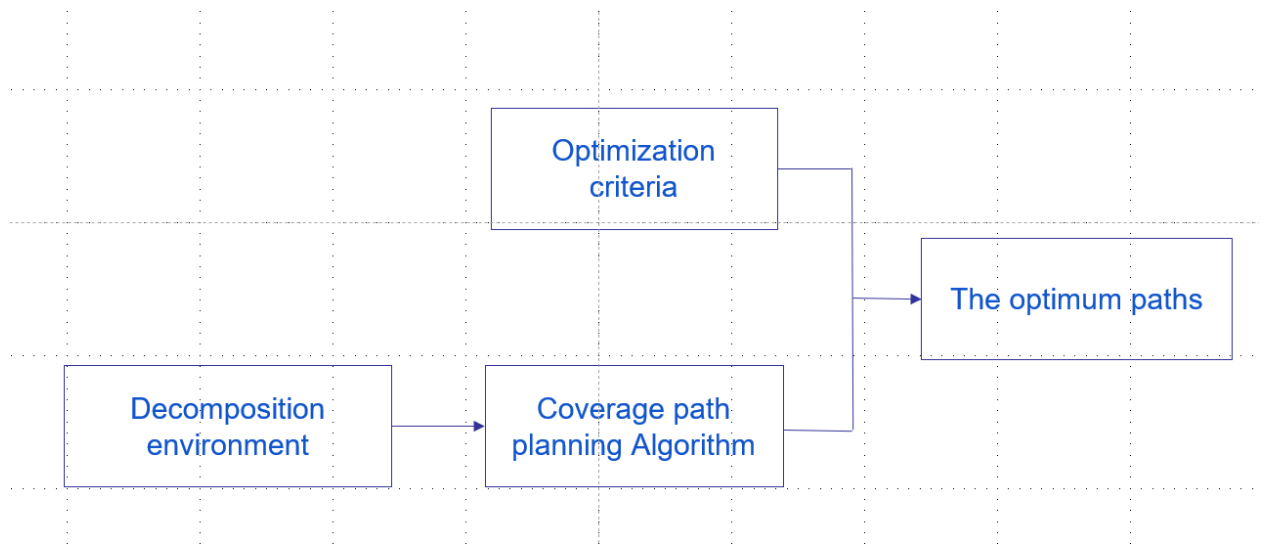 Optimization
criteria
The optimum paths
Decomposition
environment
Coverage path
planning Algorithm